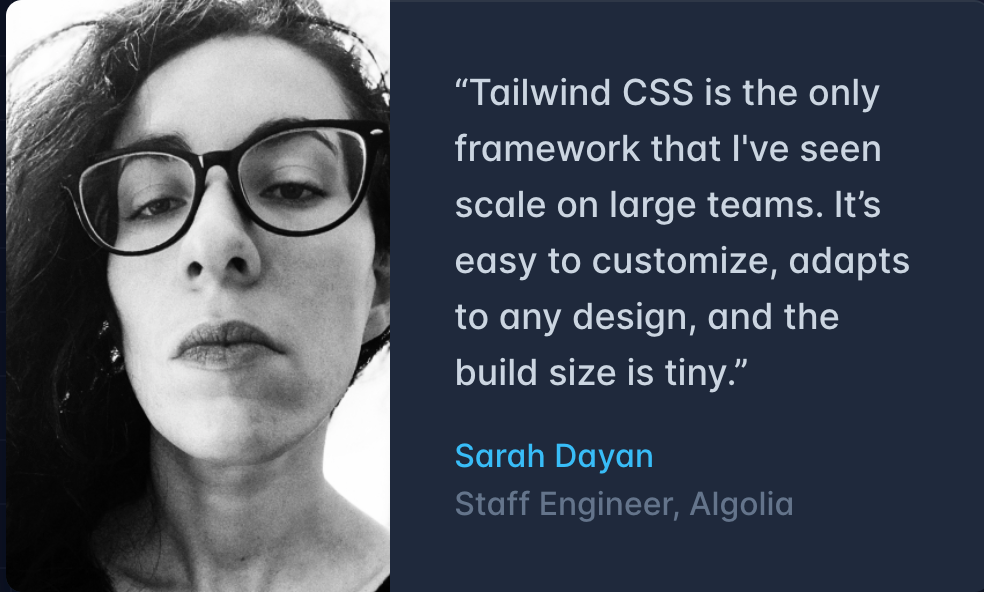 “Tailwind CSS is the only
framework that I've seen
scale on large teams. It’s
easy to customize, adapts
to any design, and the
build size is tiny.”
Sarah Dayan
Staff Engineer, Algolia